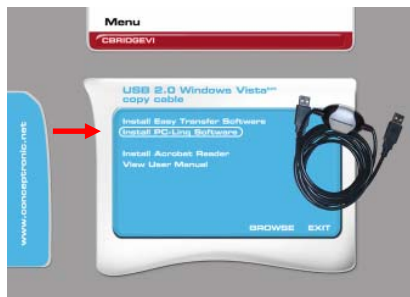 Menu
CBRIDGEVI
USB 2.0 Windows Vista™
copy cable
Install Easy Transfer Software
Install PC-Linq Software
Install Acrobat Reader
View User Manual
BROWSE EXIT
www.conceptronic.net